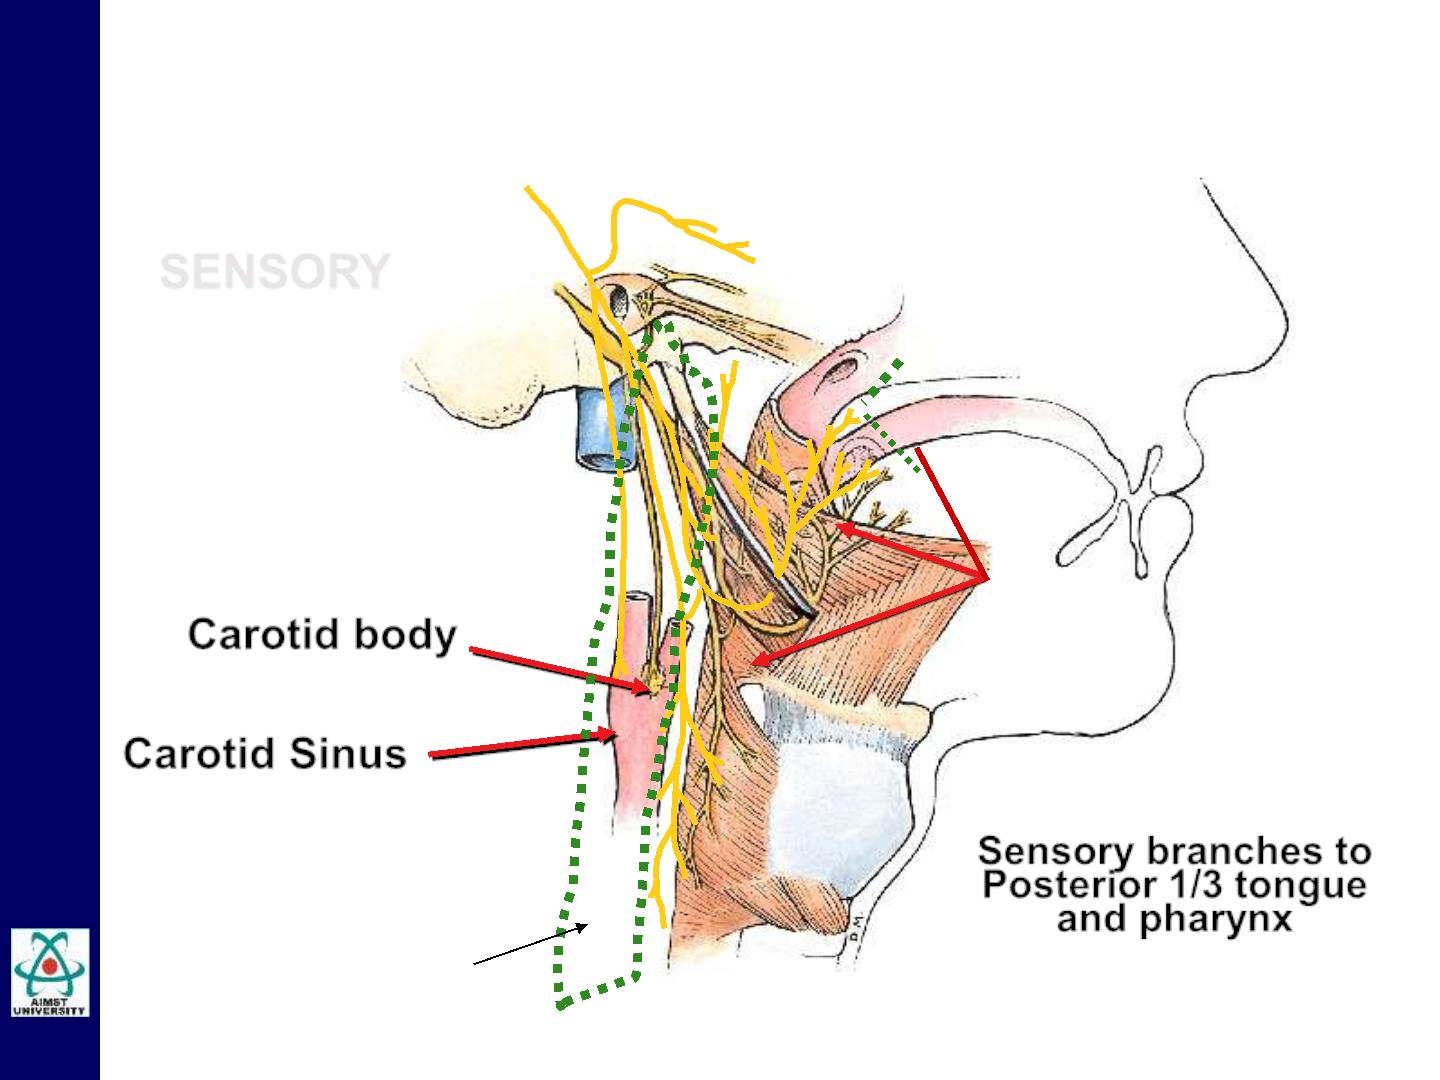 SENSORY
Carotid body
Carotid Sinus
Sensory branches to
Posterior 1/3 tongue
and pharynx
D.M.
AIMST
UNIVERSITY